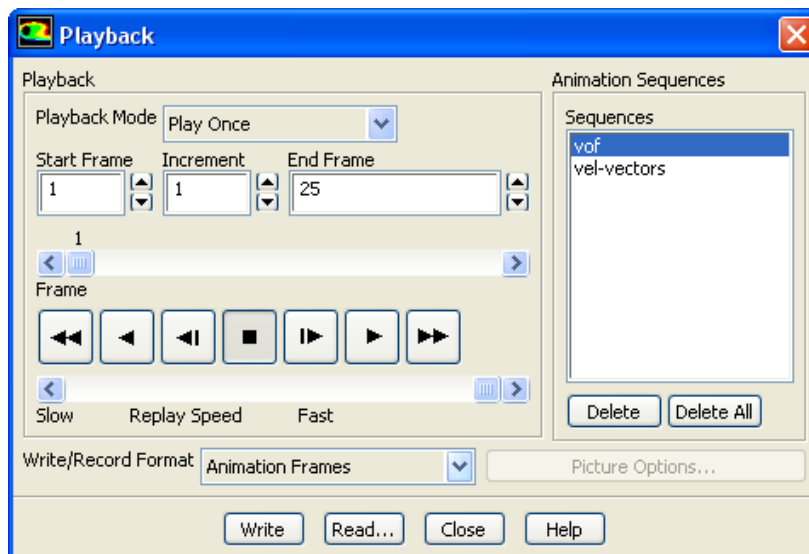 Playback
Playback
Playback Mode Play Once
Start Frame Increment End Frame
1 1 25
1
Frame
Slow Replay Speed Fast
Animation Sequences
Sequences
vof
vel-vectors
Delete Delete All
Write/Record Format Animation Frames Picture Options...
Write Read... Close Help